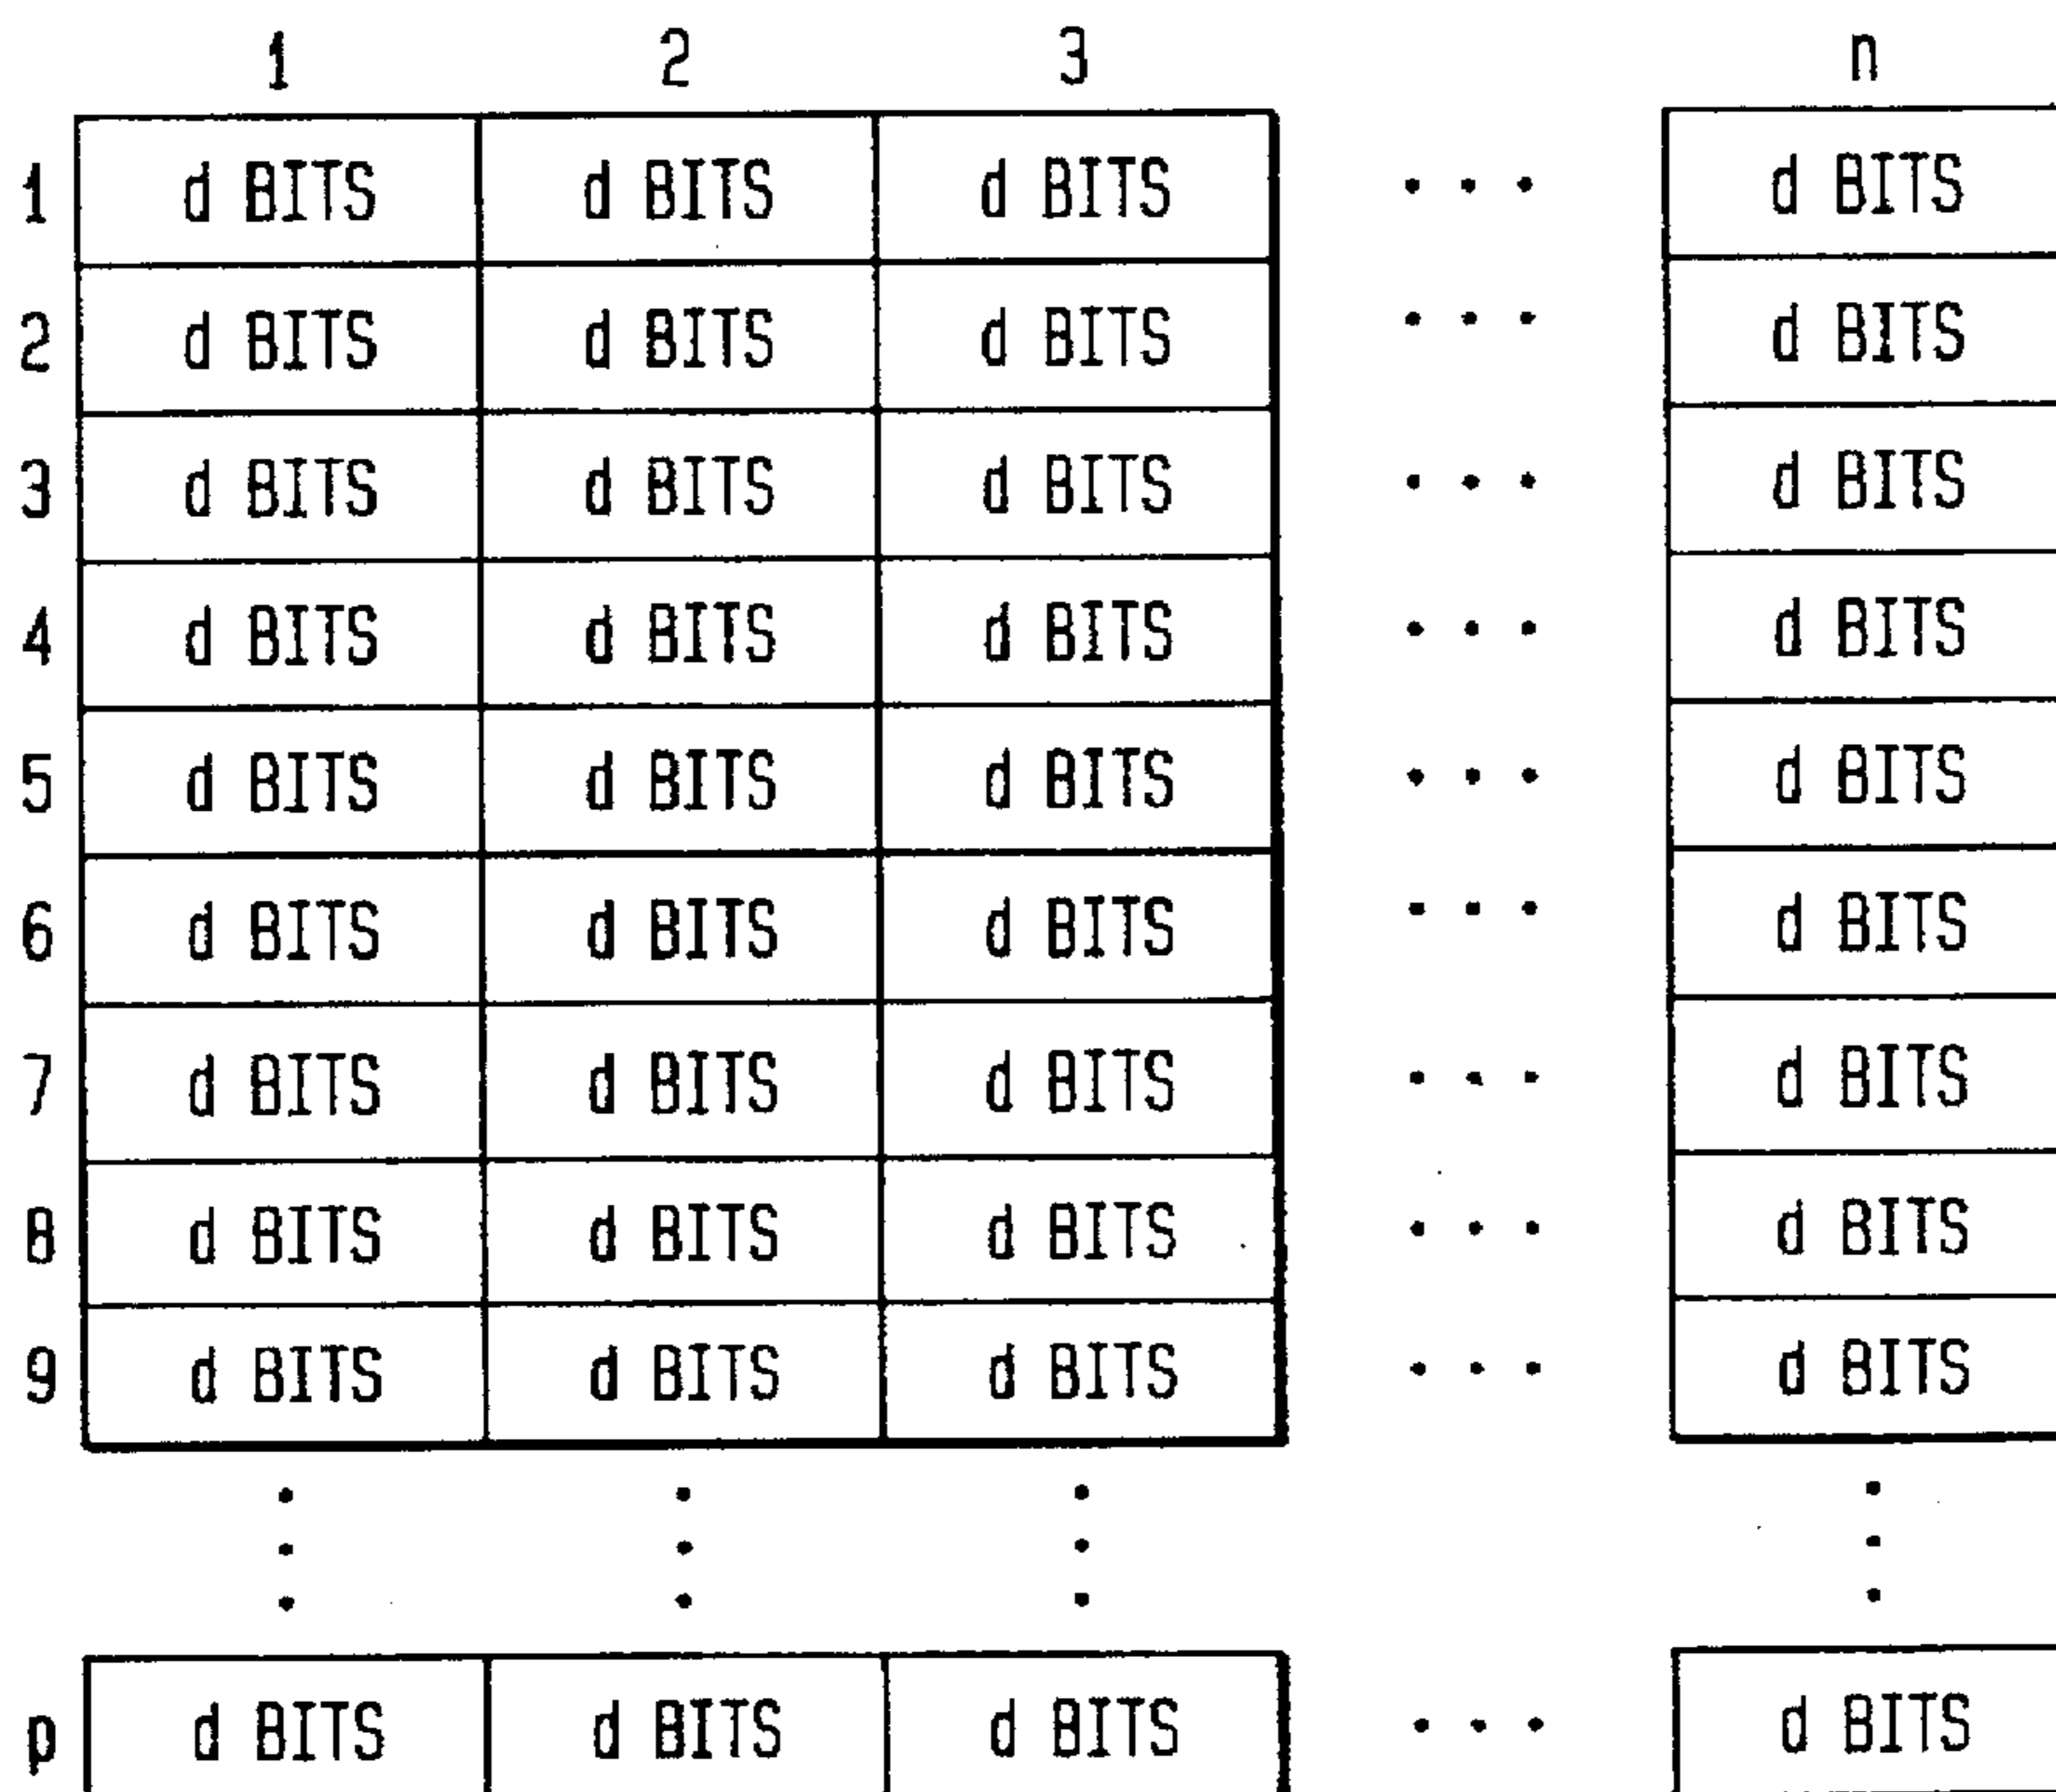 1 2 3 n
1 d BITS d BITS d BITS • • • d BITS
2 d BITS d BITS d BITS • • • d BITS
3 d BITS d BITS d BITS • • • d BITS
4 d BITS d BITS d BITS • • • d BITS
5 d BITS d BITS d BITS • • • d BITS
6 d BITS d BITS d BITS • • • d BITS
7 d BITS d BITS d BITS • • • d BITS
8 d BITS d BITS d BITS • • • d BITS
9 d BITS d BITS d BITS • • • d BITS
p d BITS d BITS d BITS • • • d BITS